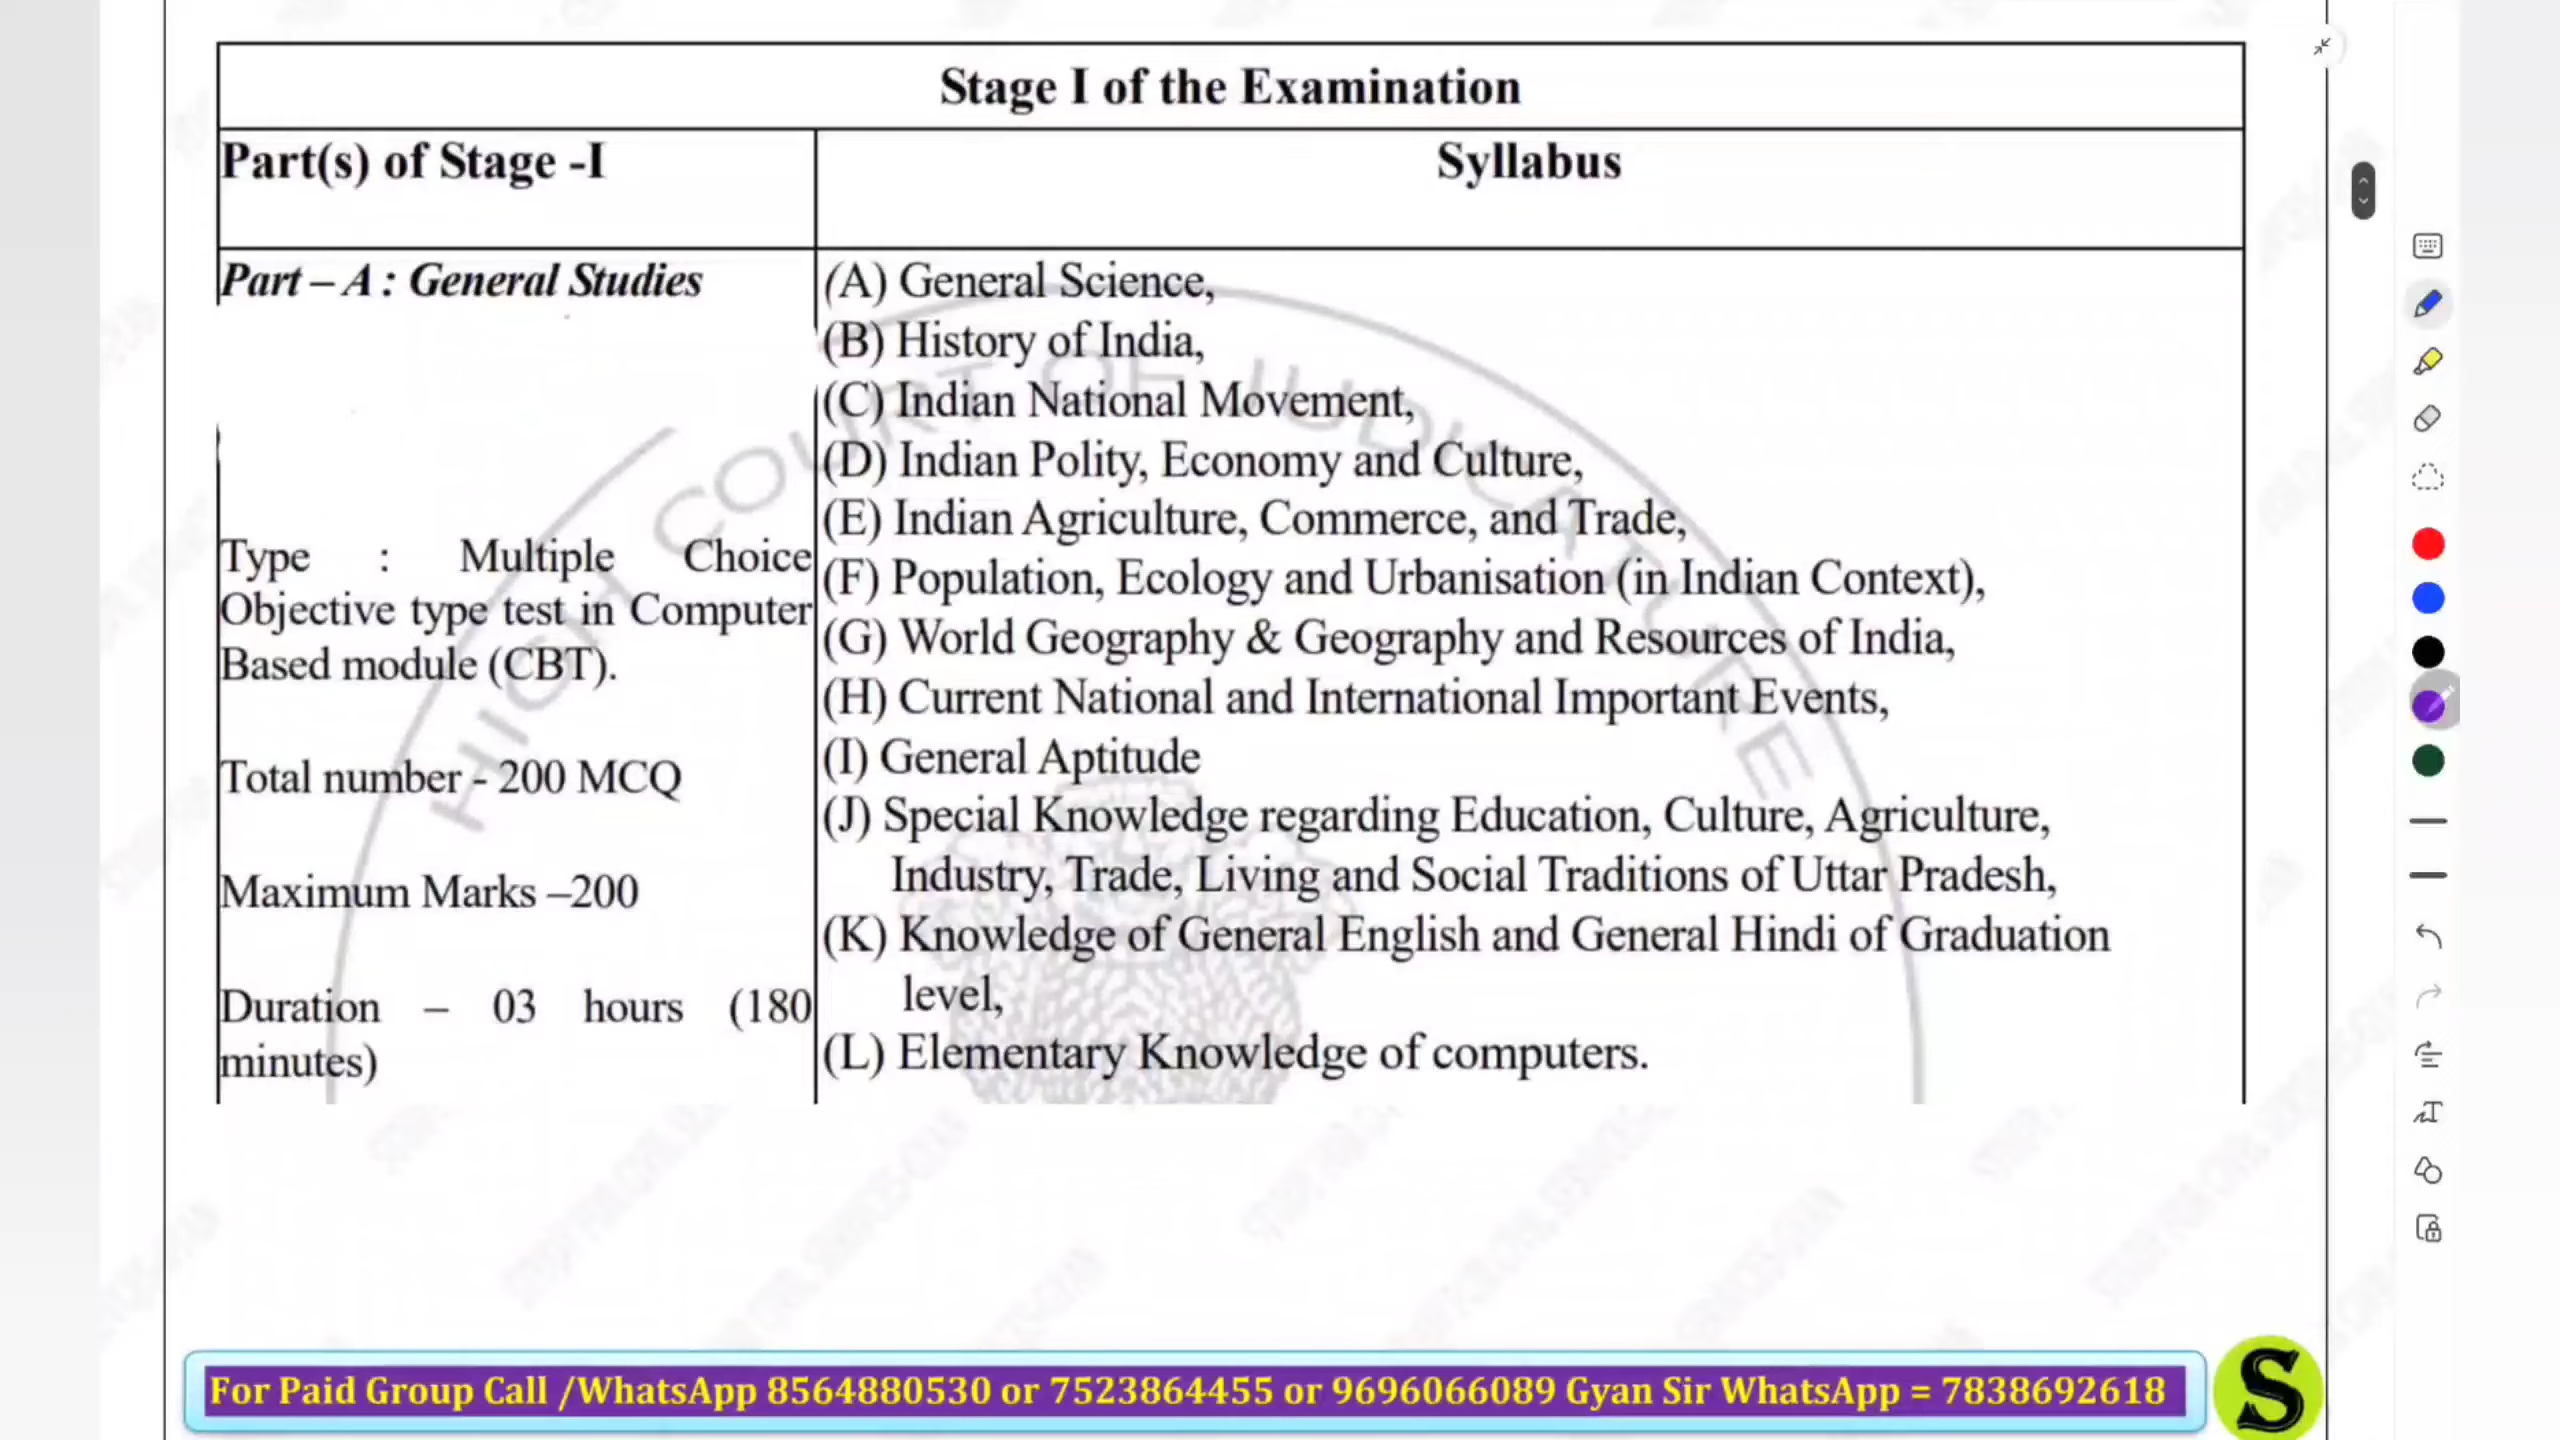 Stage I of the Examination
Part(s) of Stage -I
Syllabus
Part – A : General Studies
Type : Multiple Choice
Objective type test in Computer
Based module (CBT).
Total number - 200 MCQ
Maximum Marks –200
Duration – 03 hours (180
minutes)
(A) General Science,
(B) History of India,
(C) Indian National Movement,
(D) Indian Polity, Economy and Culture,
(E) Indian Agriculture, Commerce, and Trade,
(F) Population, Ecology and Urbanisation (in Indian Context),
(G) World Geography & Geography and Resources of India,
(H) Current National and International Important Events,
(I) General Aptitude
(J) Special Knowledge regarding Education, Culture, Agriculture,
Industry, Trade, Living and Social Traditions of Uttar Pradesh,
(K) Knowledge of General English and General Hindi of Graduation
level,
(L) Elementary Knowledge of computers.
HIGH COURT OF JUDICATURE
For Paid Group Call /WhatsApp 8564880530 or 7523864455 or 9696066089 Gyan Sir WhatsApp = 7838692618
S